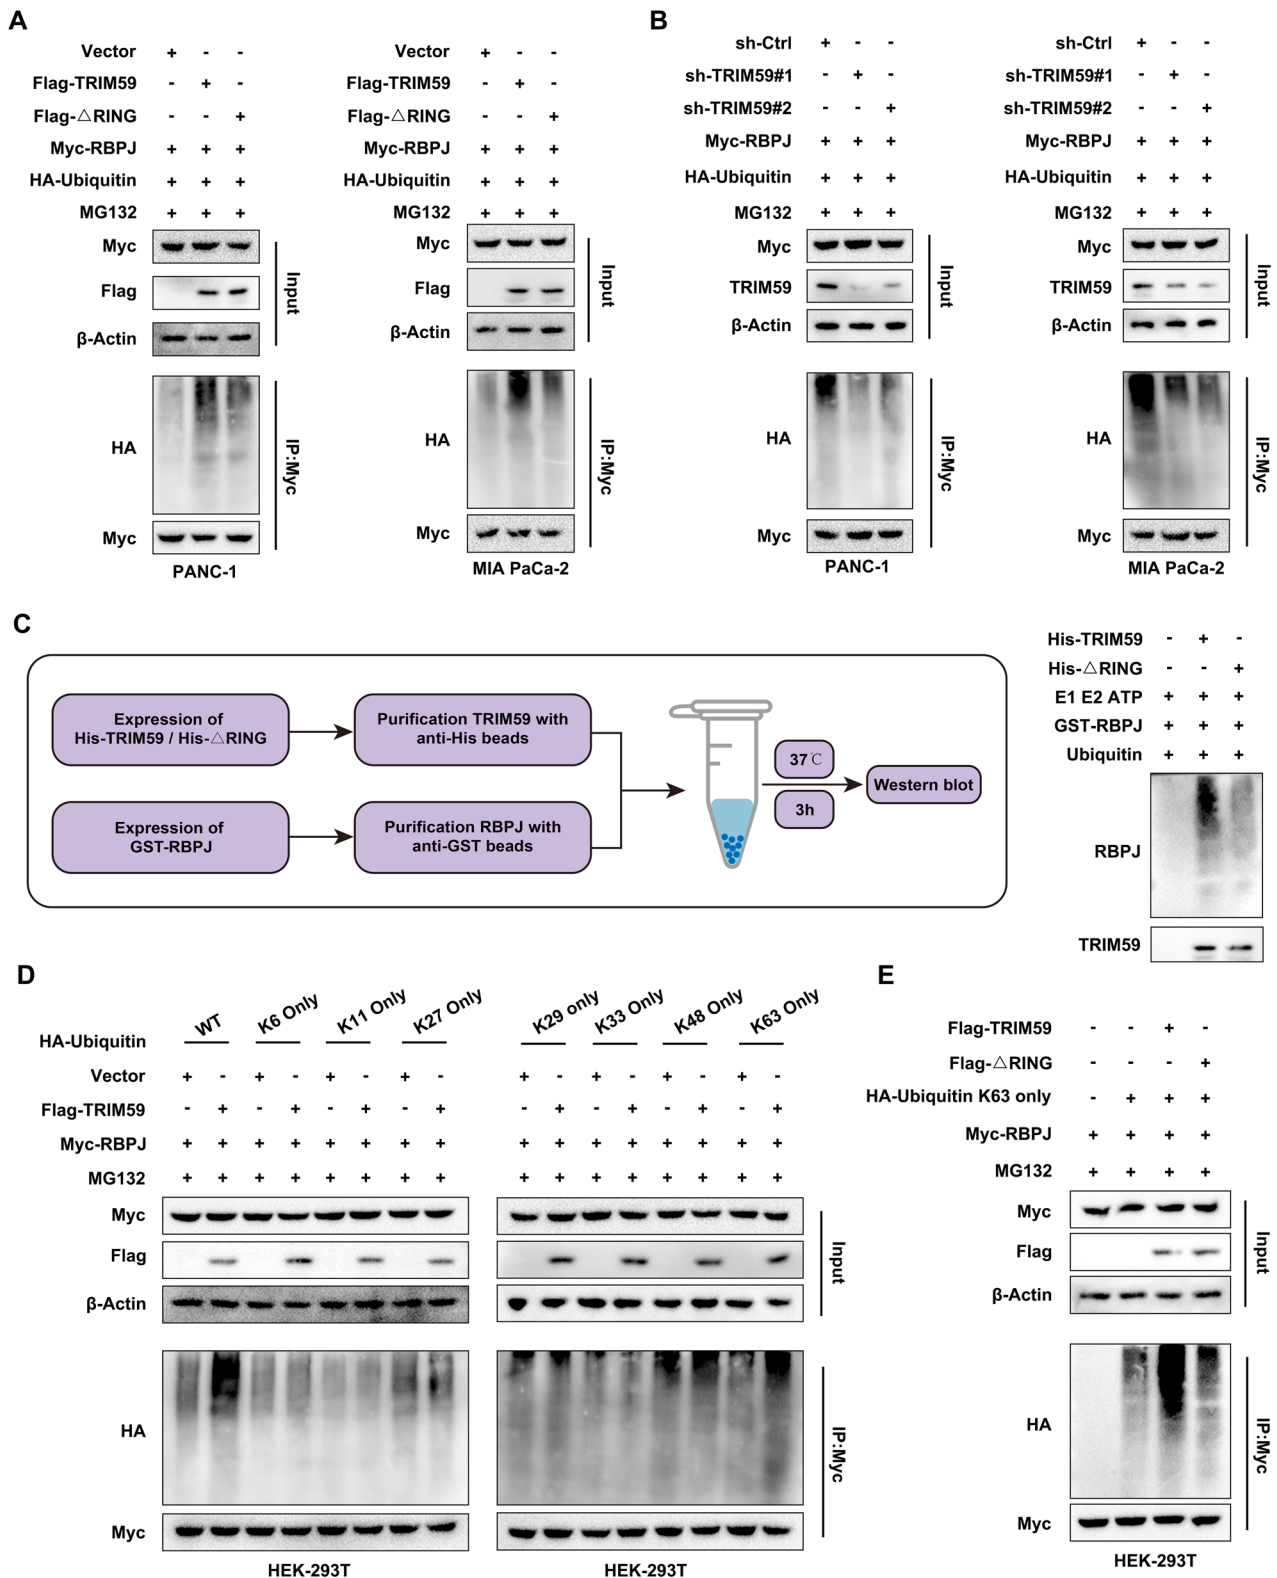 A
Vector + - -
Flag-TRIM59 - + -
Flag-△RING - - +
Myc-RBPJ + + +
HA-Ubiquitin + + +
MG132 + + +
Myc
Flag
β-Actin
Input
HA
Myc
IP:Myc
PANC-1
Vector + - -
Flag-TRIM59 - + -
Flag-△RING - - +
Myc-RBPJ + + +
HA-Ubiquitin + + +
MG132 + + +
Myc
Flag
β-Actin
Input
HA
Myc
IP:Myc
MIA PaCa-2
B
sh-Ctrl + - -
sh-TRIM59#1 - + -
sh-TRIM59#2 - - +
Myc-RBPJ + + +
HA-Ubiquitin + + +
MG132 + + +
Myc
TRIM59
β-Actin
Input
HA
Myc
IP:Myc
PANC-1
sh-Ctrl + - -
sh-TRIM59#1 - + -
sh-TRIM59#2 - - +
Myc-RBPJ + + +
HA-Ubiquitin + + +
MG132 + + +
Myc
TRIM59
β-Actin
Input
HA
Myc
IP:Myc
MIA PaCa-2
C
Expression of
His-TRIM59 / His-△RING
Purification TRIM59 with
anti-His beads
Expression of
GST-RBPJ
Purification RBPJ with
anti-GST beads
37℃
3h
Western blot
His-TRIM59 - + -
His-△RING - - +
E1 E2 ATP + + +
GST-RBPJ + + +
Ubiquitin + + +
RBPJ
TRIM59
D
HA-Ubiquitin WT K6 Only K11 Only K27 Only K29 only K33 Only K48 Only K63 Only
Vector + - + - + - + - + - + - + - + -
Flag-TRIM59 - + - + - + - + - + - + - + - +
Myc-RBPJ + + + + + + + + + + + + + + + +
MG132 + + + + + + + + + + + + + + + +
Myc
Flag
β-Actin
Input
HA
Myc
IP:Myc
HEK-293T HEK-293T
E
Flag-TRIM59 - - + -
Flag-△RING - - - +
HA-Ubiquitin K63 only - + + +
Myc-RBPJ + + + +
MG132 + + + +
Myc
Flag
β-Actin
Input
HA
Myc
IP:Myc
HEK-293T